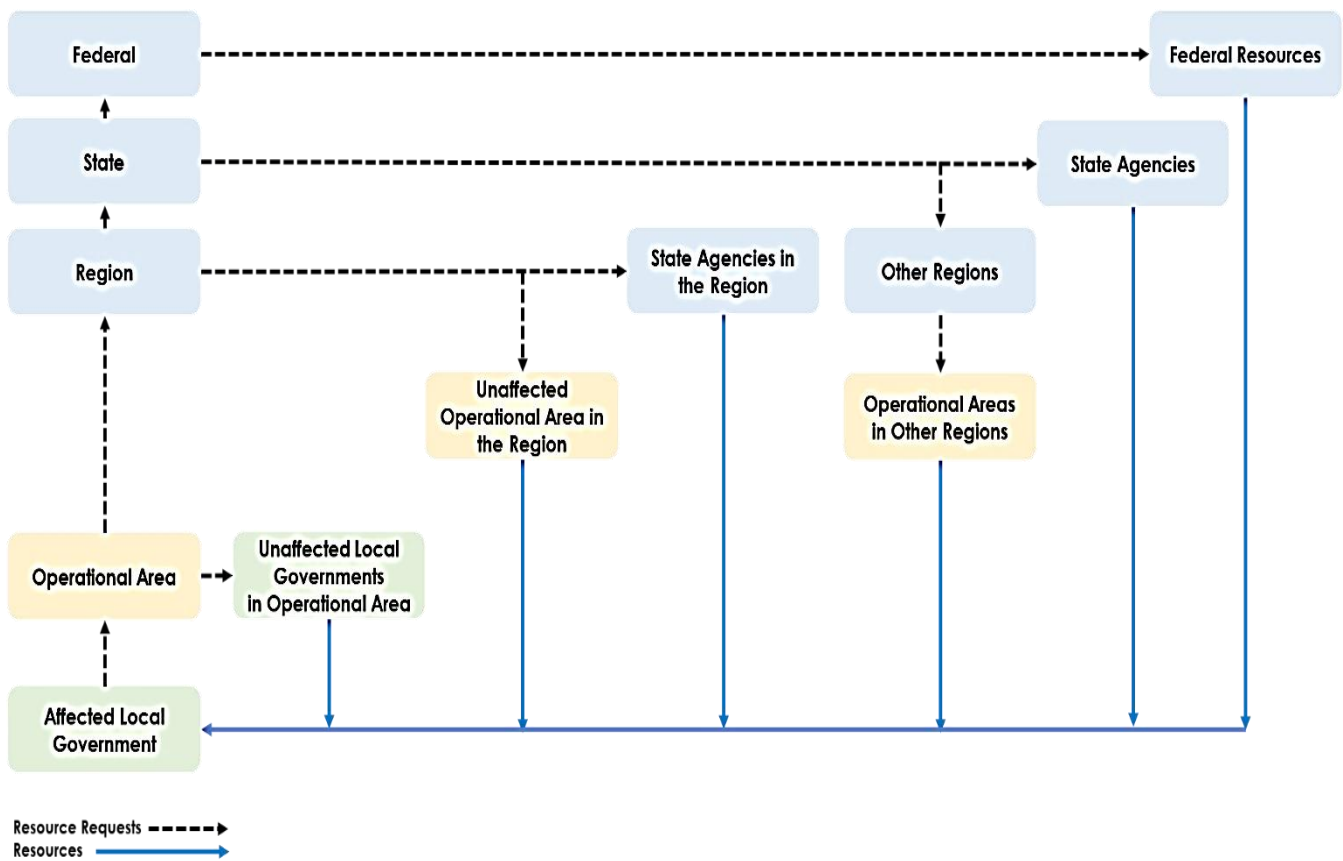 Federal
Federal Resources
State
State Agencies
Region
State Agencies in
the Region
Other Regions
Unaffected
Operational Area in
the Region
Operational Areas
in Other Regions
Operational Area
Unaffected Local
Governments
in Operational Area
Affected Local
Government
Resource Requests
Resources